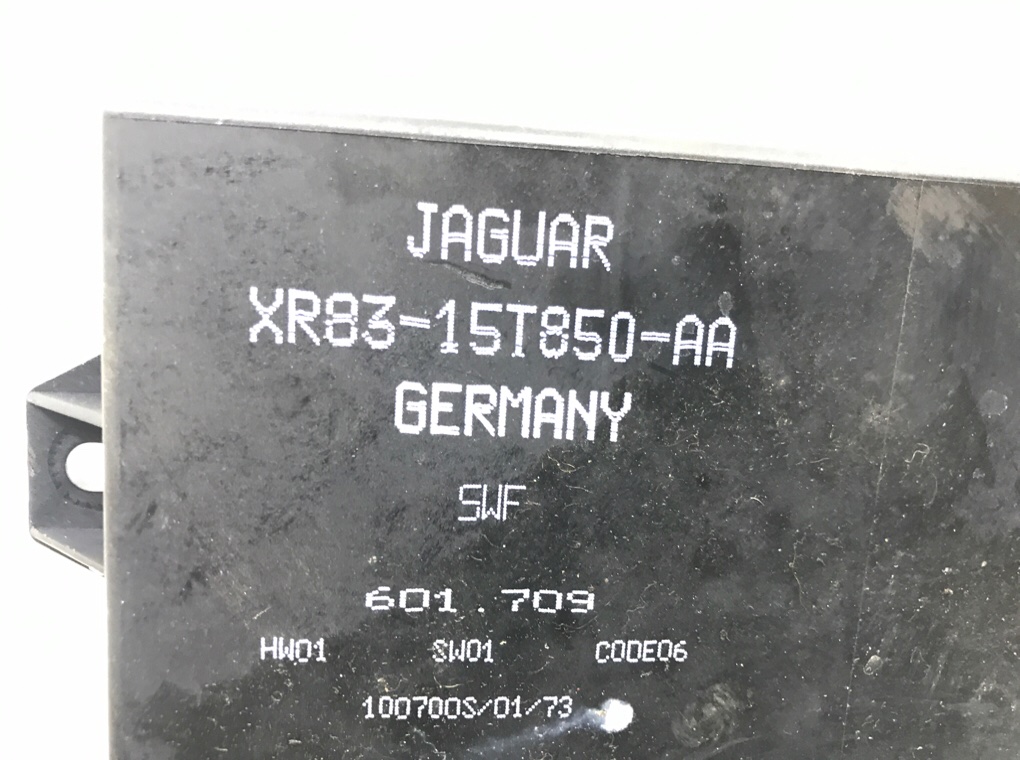 JAGUAR
XR83-15T850-AA
GERMANY
SWF
601.709
HW01 SW01 CODE06
100700S/01/73